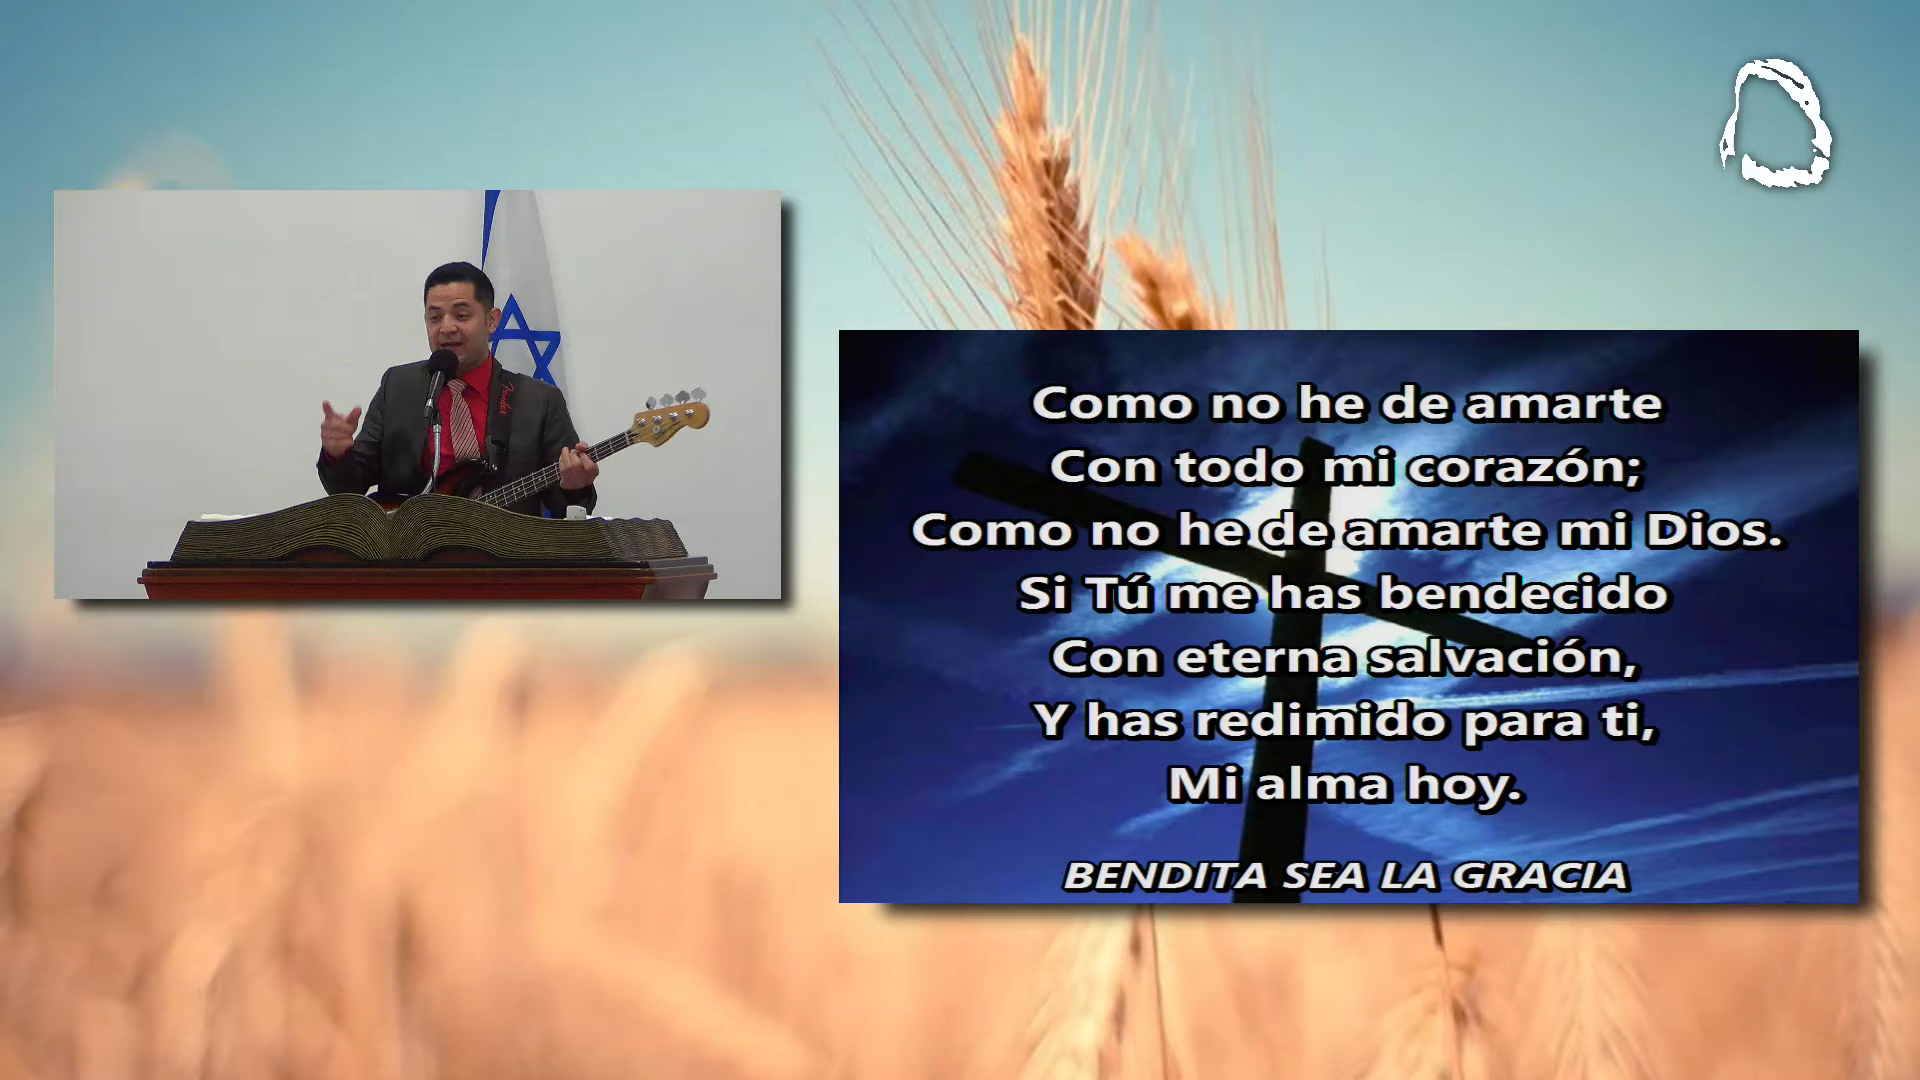 Fender
Como no he de amarte
Con todo mi corazón;
Como no he de amarte mi Dios.
Si Tú me has bendecido
Con eterna salvación,
Y has redimido para ti,
Mi alma hoy.
BENDITA SEA LA GRACIA